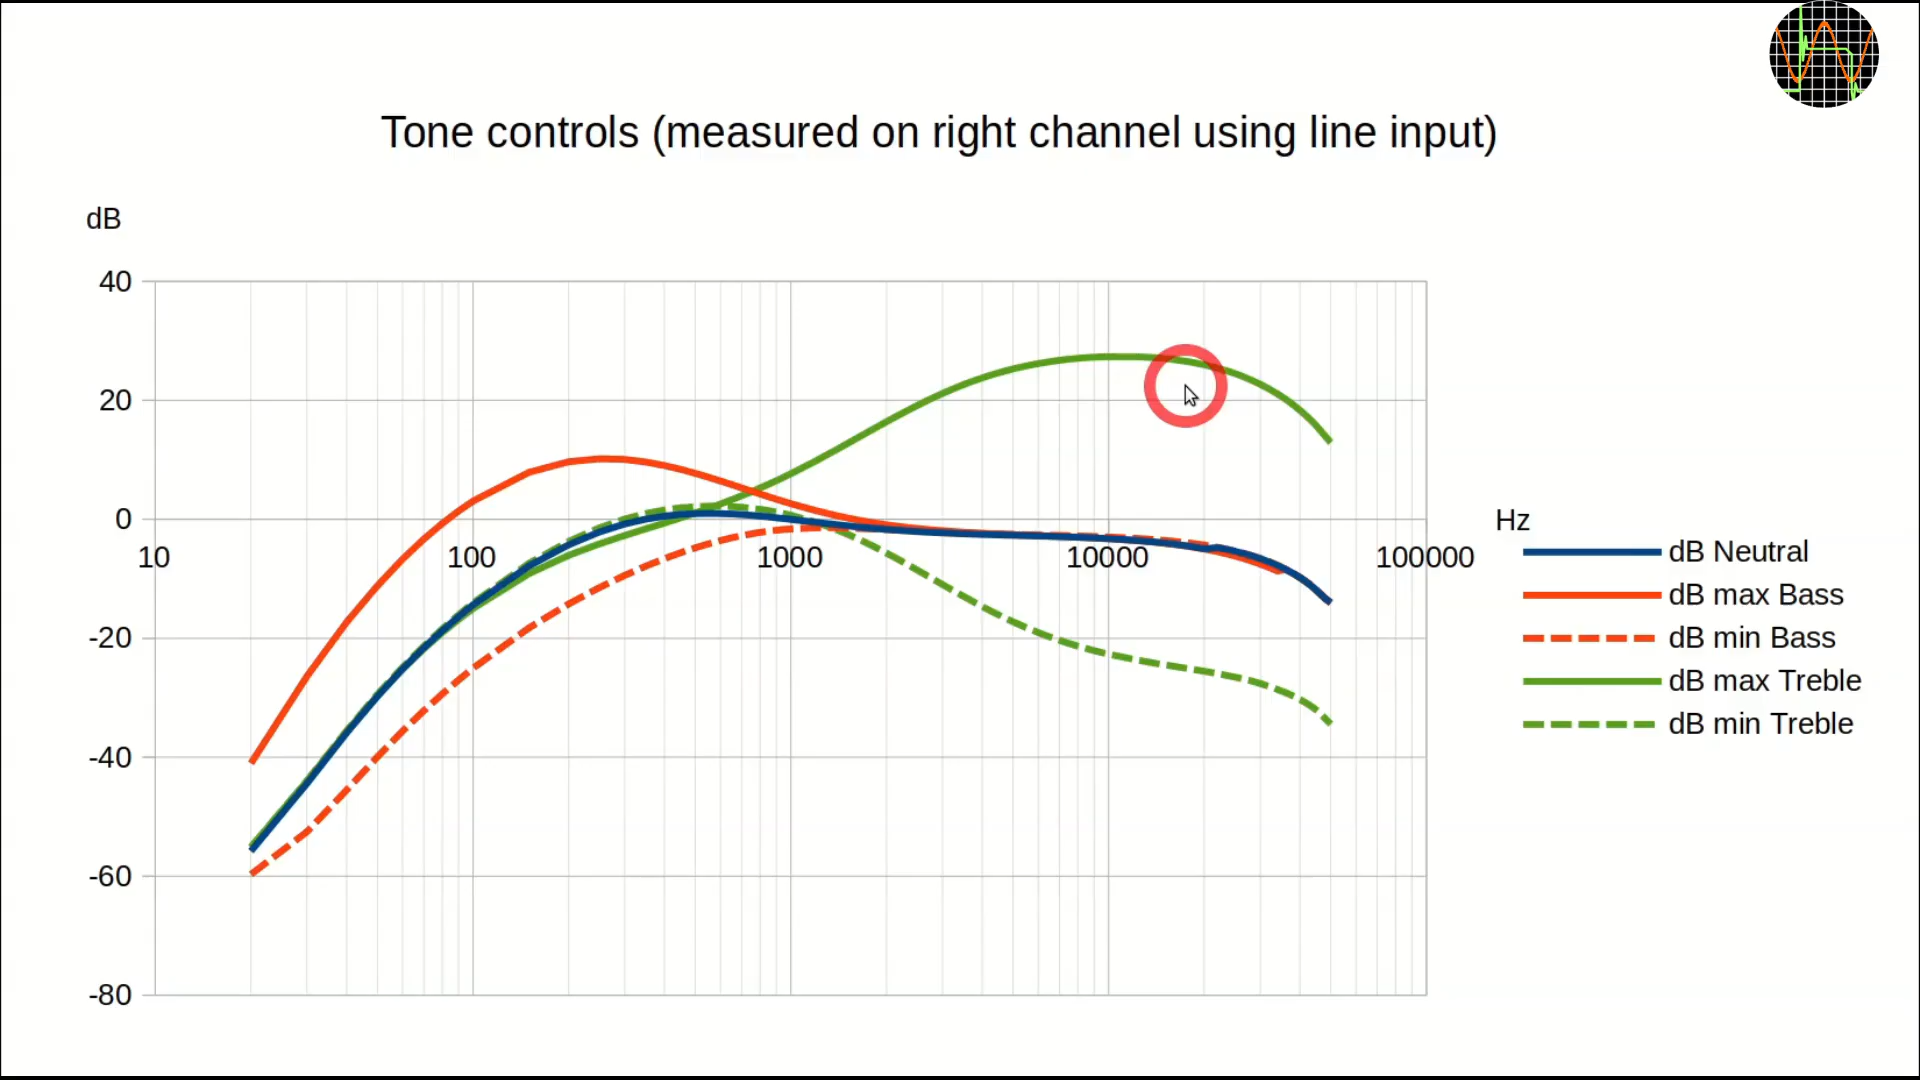 Tone controls (measured on right channel using line input)
dB
40
20
0
-20
-40
-60
-80
10
100
1000
10000
100000
Hz
dB Neutral
dB max Bass
dB min Bass
dB max Treble
dB min Treble